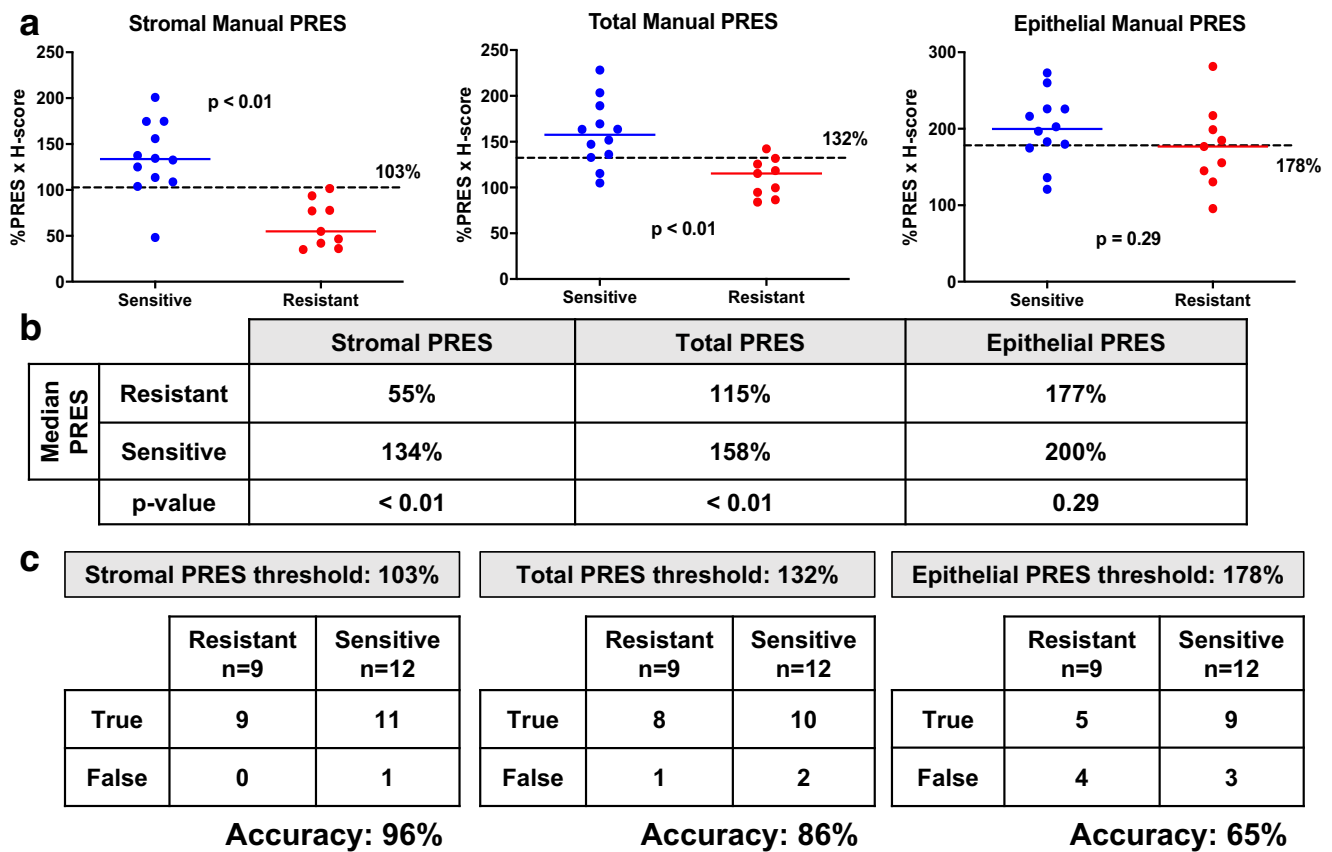 a
Stromal Manual PRES
%PRES x H-score
250
200
150
100
50
0
p < 0.01
103%
Sensitive
Resistant
Total Manual PRES
%PRES x H-score
250
200
150
100
50
0
132%
p < 0.01
Sensitive
Resistant
Epithelial Manual PRES
%PRES x H-score
300
200
100
0
178%
p = 0.29
Sensitive
Resistant
b
Stromal PRES Total PRES Epithelial PRES
Median
PRES
Resistant 55% 115% 177%
Sensitive 134% 158% 200%
p-value < 0.01 < 0.01 0.29
c
Stromal PRES threshold: 103%
Resistant Sensitive
n=9 n=12
True 9 11
False 0 1
Accuracy: 96%
Total PRES threshold: 132%
Resistant Sensitive
n=9 n=12
True 8 10
False 1 2
Accuracy: 86%
Epithelial PRES threshold: 178%
Resistant Sensitive
n=9 n=12
True 5 9
False 4 3
Accuracy: 65%